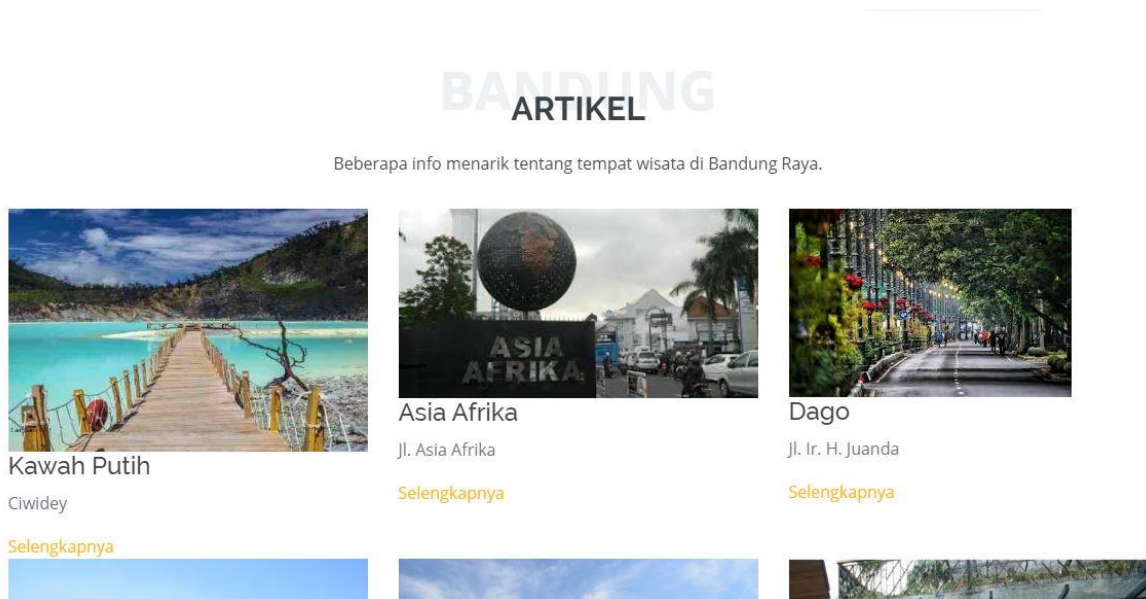 BANDUNG
ARTIKEL
Beberapa info menarik tentang tempat wisata di Bandung Raya.
ASIA
AFRIKA
Kawah Putih
Ciwidey
Selengkapnya
Asia Afrika
Jl. Asia Afrika
Selengkapnya
Dago
Jl. Ir. H. Juanda
Selengkapnya